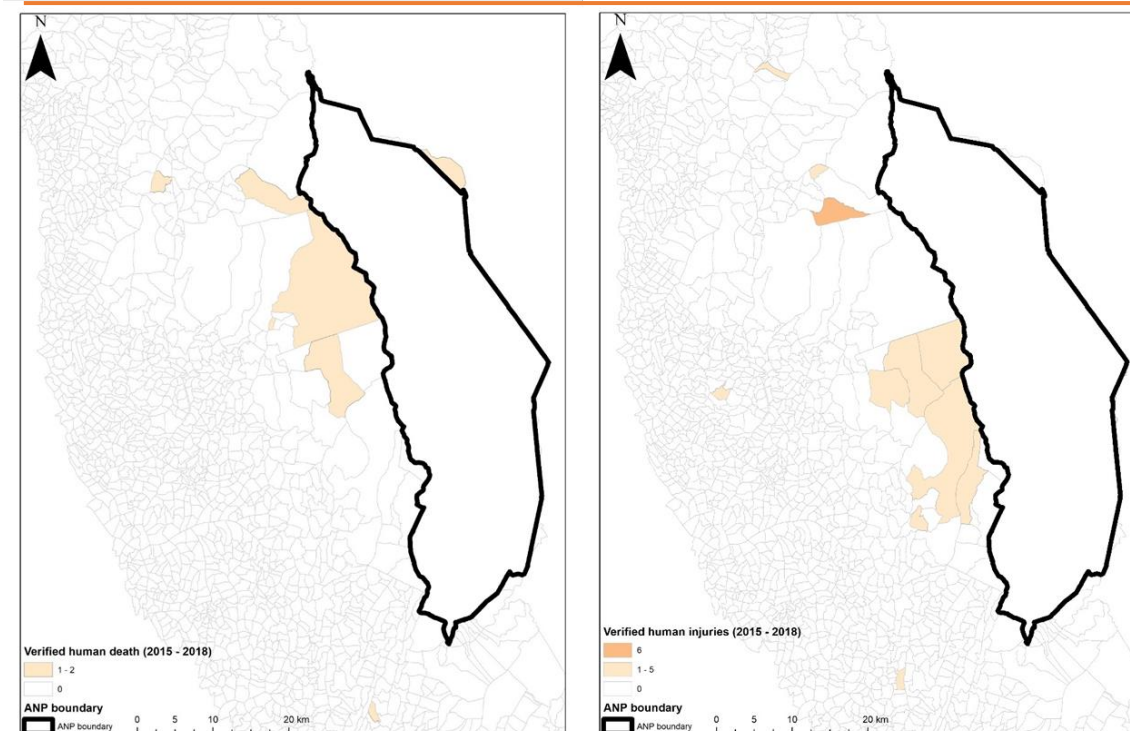 N
Verified human death (2015 - 2018)
1 - 2
0
ANP boundary
ANP boundary
0 5 10 20 km
N
Verified human injuries (2015 - 2018)
6
1 - 5
0
ANP boundary
ANP boundary
0 5 10 20 km